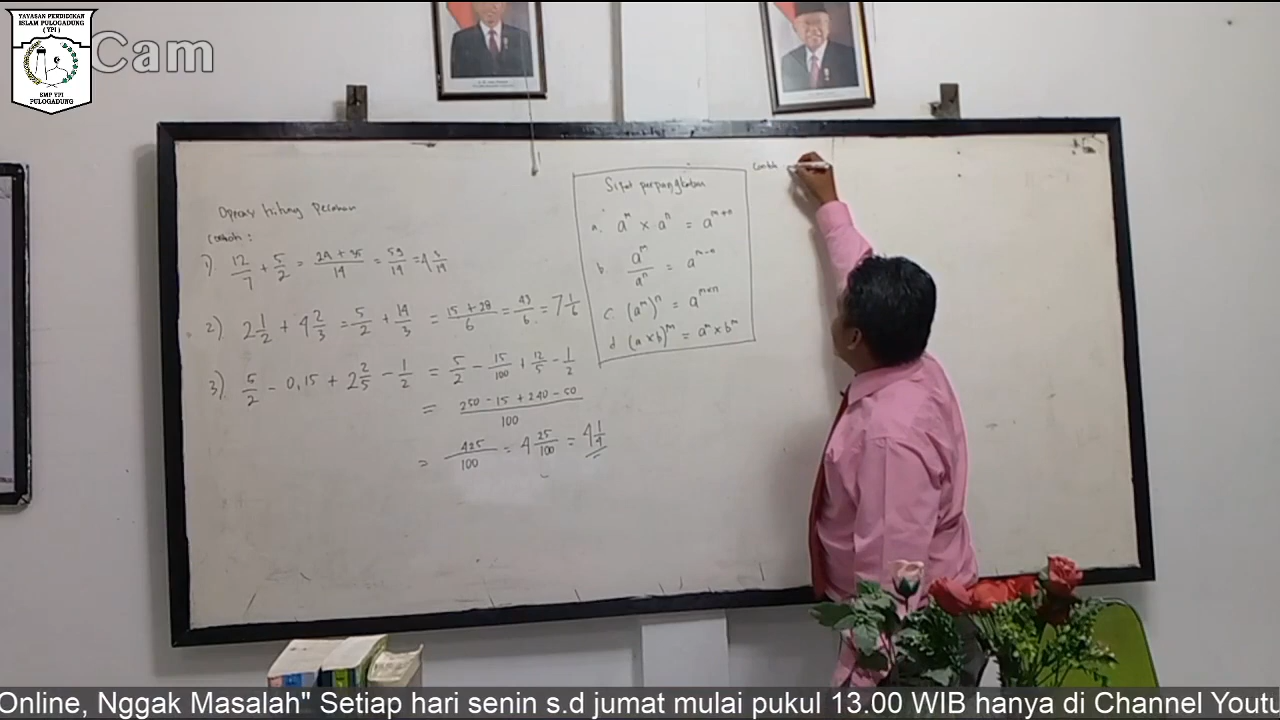 YAYASAN PENDIDIKAN
ISLAM PULOGADUNG
( YPI )
SMP YPI
PULOGADUNG
Cam
Operasi hitung pecahan
Contoh :
1) 12/7 + 5/2 = 24 + 35/14 = 59/14 = 4 3/14
2) 2 1/2 + 4 2/3 = 5/2 + 14/3 = 15 + 28/6 = 43/6 = 7 1/6
3) 5/2 - 0,15 + 2 2/5 - 1/2 = 5/2 - 15/100 + 12/5 - 1/2
= 250 - 15 + 240 - 50/100
= 425/100 = 4 25/100 = 4 1/4
Sifat perpangkatan
a. a^m × a^n = a^m+n
b a^m/a^n = a^m-n
c. (a^m)^n = a^m×n
d (a × b)^m = a^m × b^m
Contoh
Online, Nggak Masalah" Setiap hari senin s.d jumat mulai pukul 13.00 WIB hanya di Channel Youtu